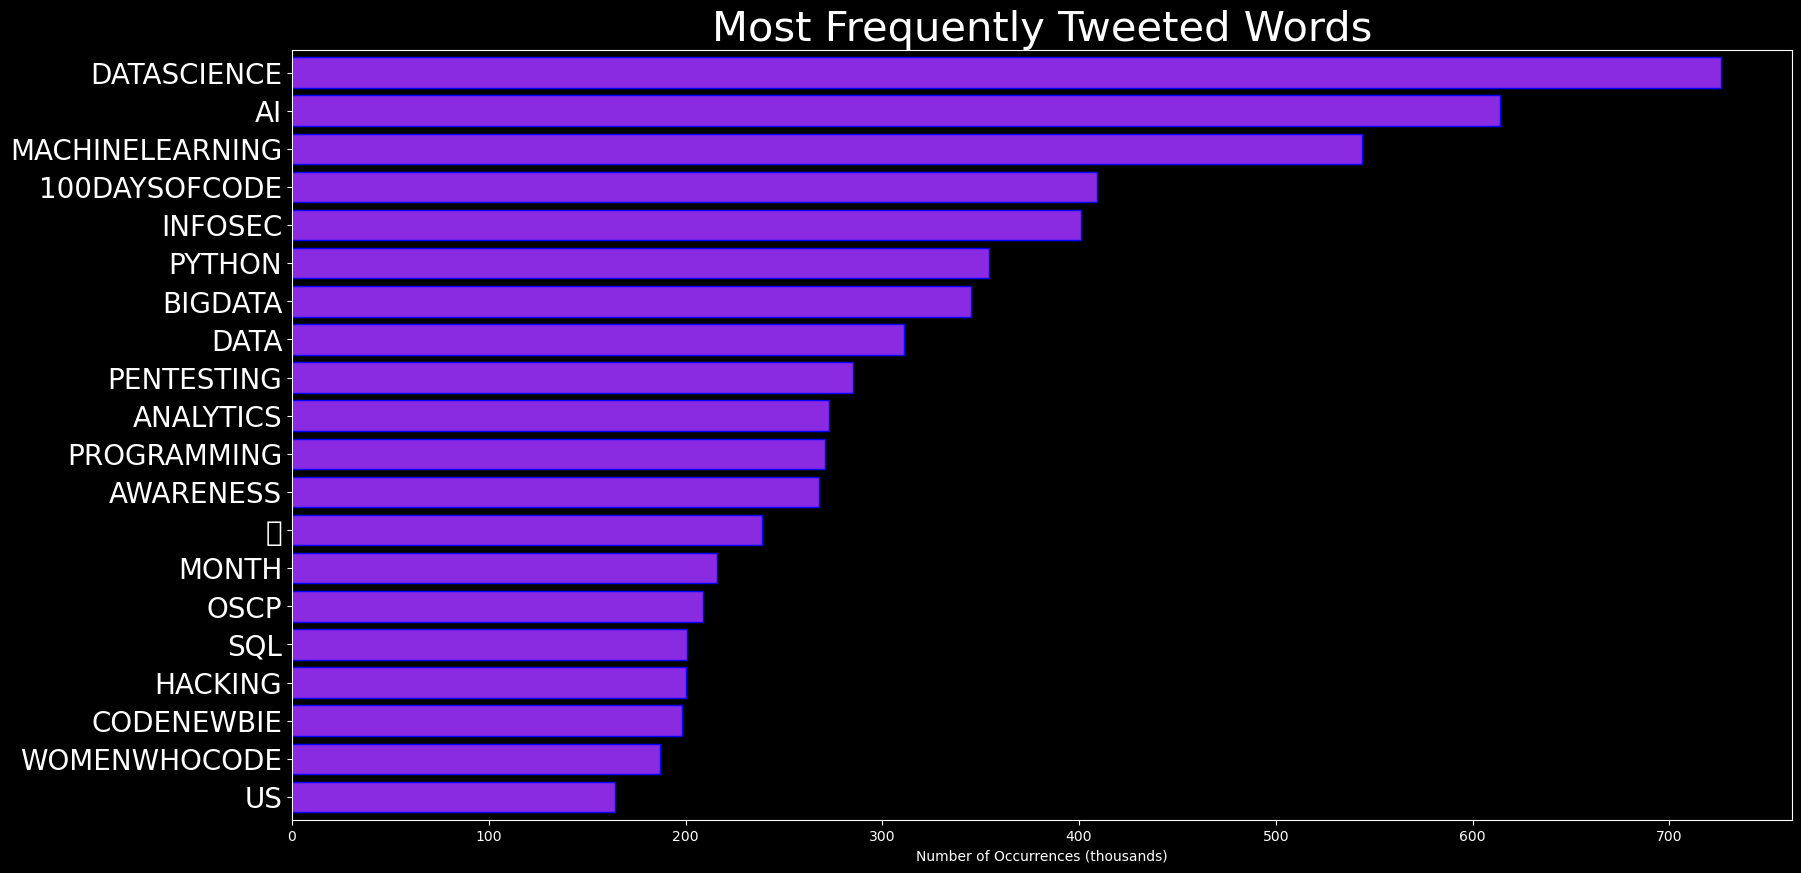 Most Frequently Tweeted Words
DATASCIENCE
AI
MACHINELEARNING
100DAYSOFCODE
INFOSEC
PYTHON
BIGDATA
DATA
PENTESTING
ANALYTICS
PROGRAMMING
AWARENESS
MONTH
OSCP
SQL
HACKING
CODENEWBIE
WOMENWHOCODE
US
0 100 200 300 400 500 600 700
Number of Occurrences (thousands)